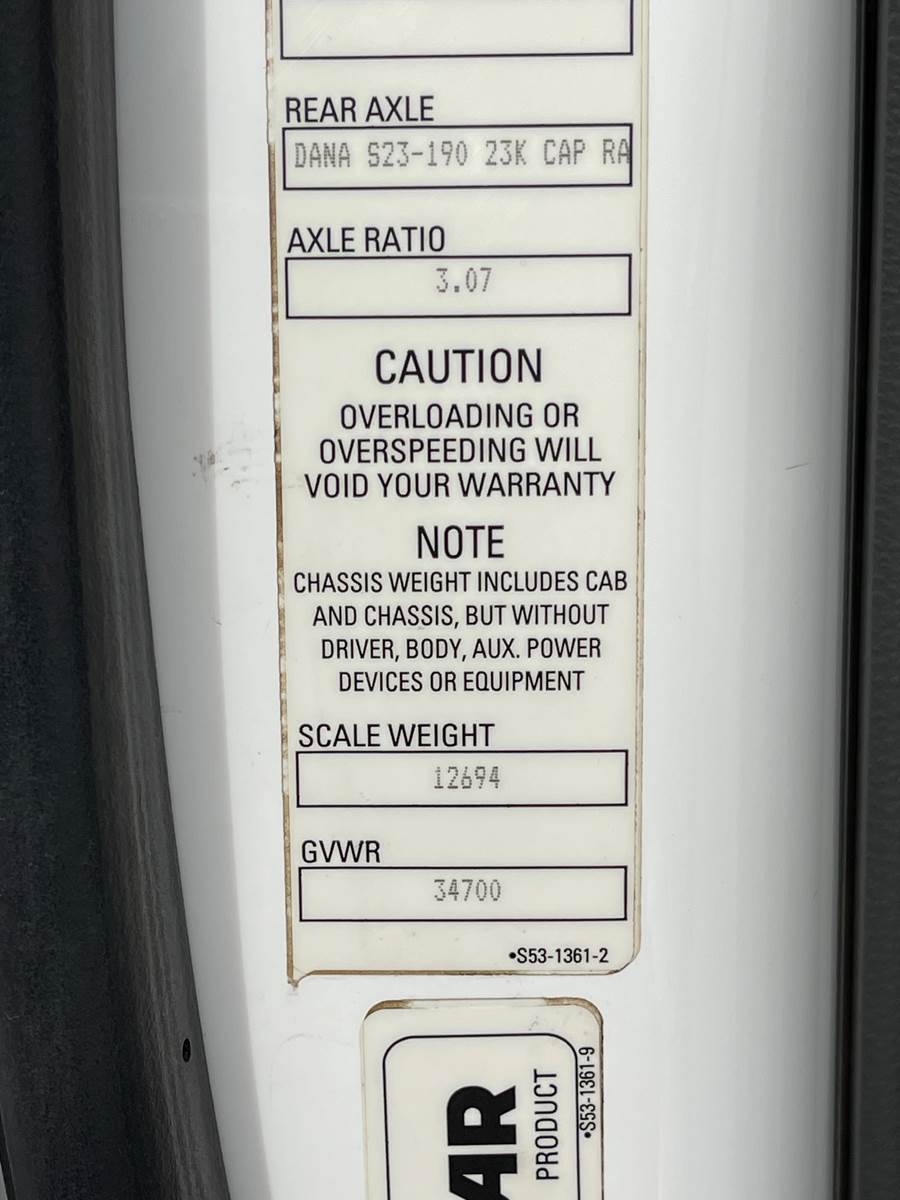 REAR AXLE
DANA S23-190 23K CAP RA
AXLE RATIO
3.07
CAUTION
OVERLOADING OR
OVERSPEEDING WILL
VOID YOUR WARRANTY
NOTE
CHASSIS WEIGHT INCLUDES CAB
AND CHASSIS, BUT WITHOUT
DRIVER, BODY, AUX. POWER
DEVICES OR EQUIPMENT
SCALE WEIGHT
12694
GVWR
34700
•S53-1361-2
AR
PRODUCT
•S53-1361-9